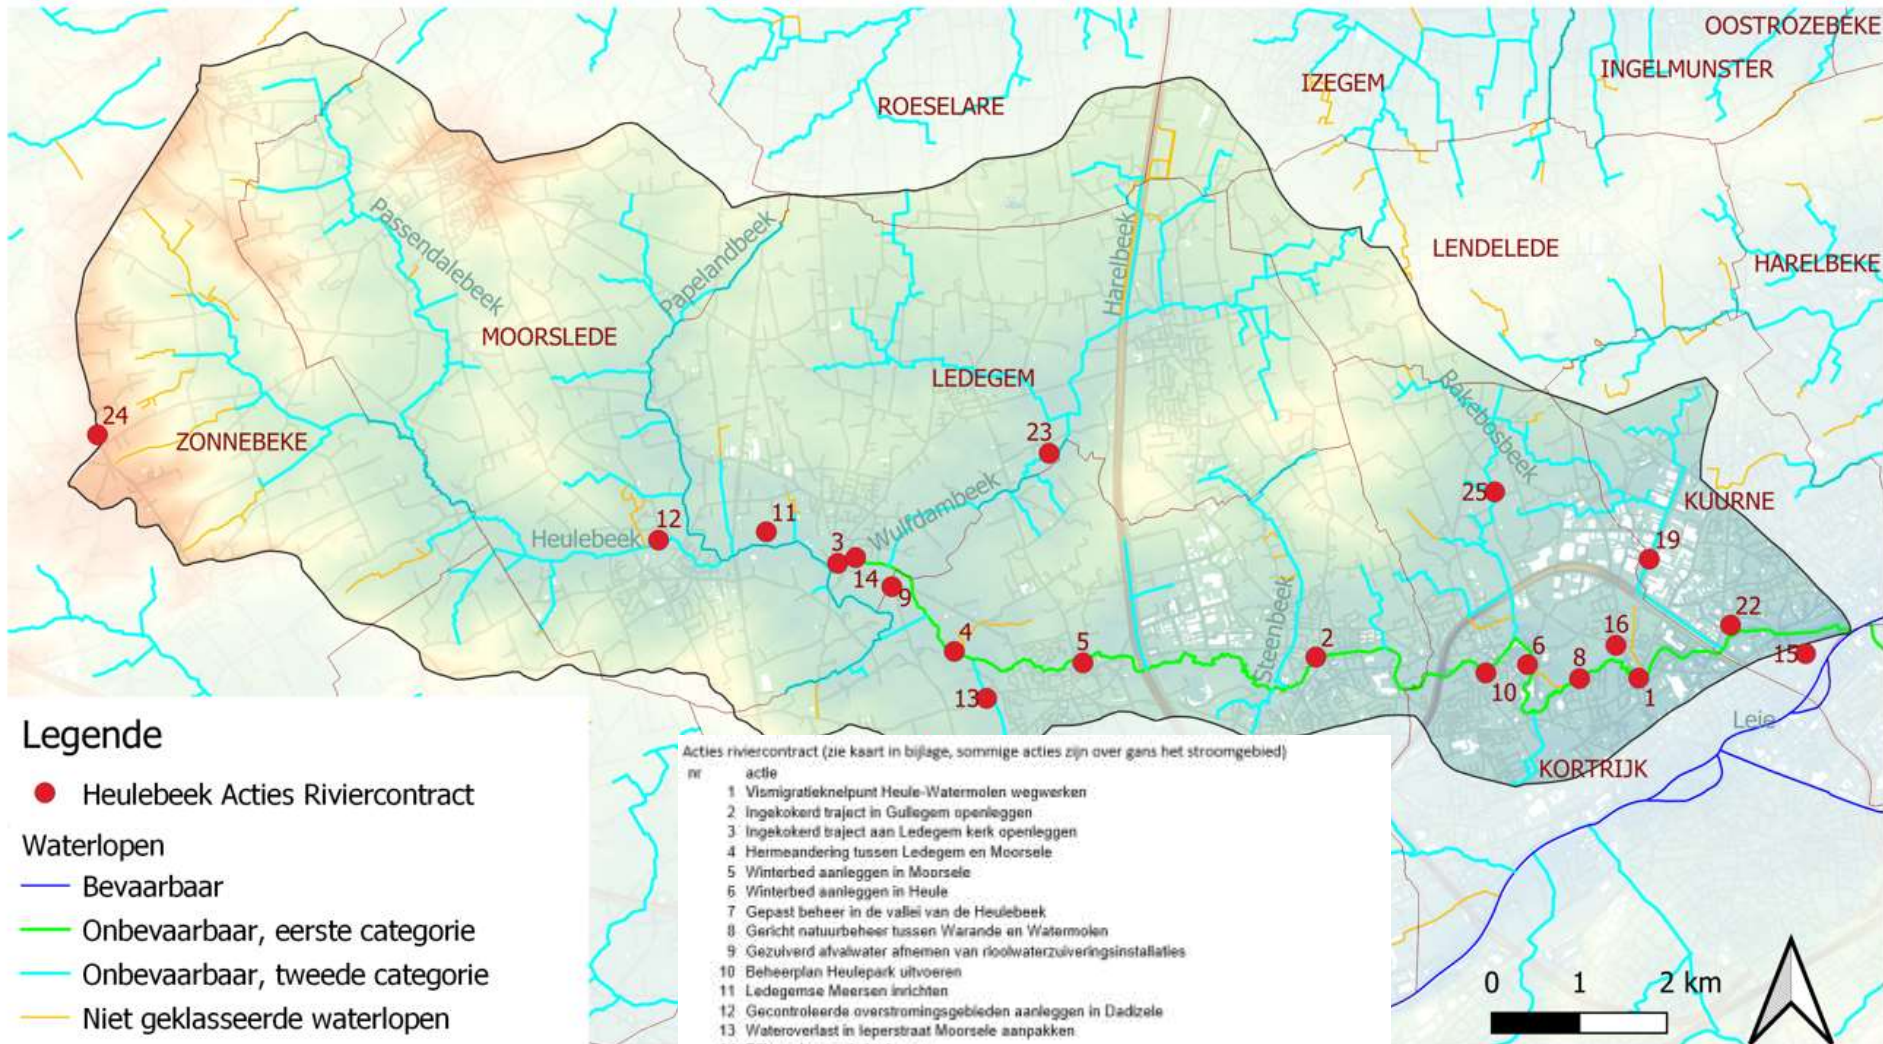 OOSTROZEBEKE
INGELMUNSTER
IZEGEM
ROESELARE
LENDELEDE
HARELBEKE
Passendalebeek
Papelandbeek
Harelbeek
MOORSLEDE
LEDEGEM
Rakebosbeek
24
ZONNEBEKE
23
KUURNE
25
Wulfdambeek
12
11
Heulebeek
3
14
9
19
Steenbeek
4
5
2
6
16
22
15
13
10
8
1
Leie
KORTRIJK
Legende
Heulebeek Acties Riviercontract
Waterlopen
Bevaarbaar
Onbevaarbaar, eerste categorie
Onbevaarbaar, tweede categorie
Niet geklasseerde waterlopen
Acties riviercontract (zie kaart in bijlage, sommige acties zijn over gans het stroomgebied)
nr actie
1 Vismigratieknelpunt Heule-Watermolen wegwerken
2 Ingekokerd traject in Gullegem openleggen
3 Ingekokerd traject aan Ledegem kerk openleggen
4 Hermeandering tussen Ledegem en Moorsele
5 Winterbed aanleggen in Moorsele
6 Winterbed aanleggen in Heule
7 Gepast beheer in de vallei van de Heulebeek
8 Gericht natuurbeheer tussen Warande en Watermolen
9 Gezuiverd afvalwater afnemen van rioolwaterzuiveringsinstallaties
10 Beheerplan Heulepark uitvoeren
11 Ledegemse Meersen inrichten
12 Gecontroleerde overstromingsgebieden aanleggen in Dadizele
13 Wateroverlast in Ieperstraat Moorsele aanpakken
0 1 2 km